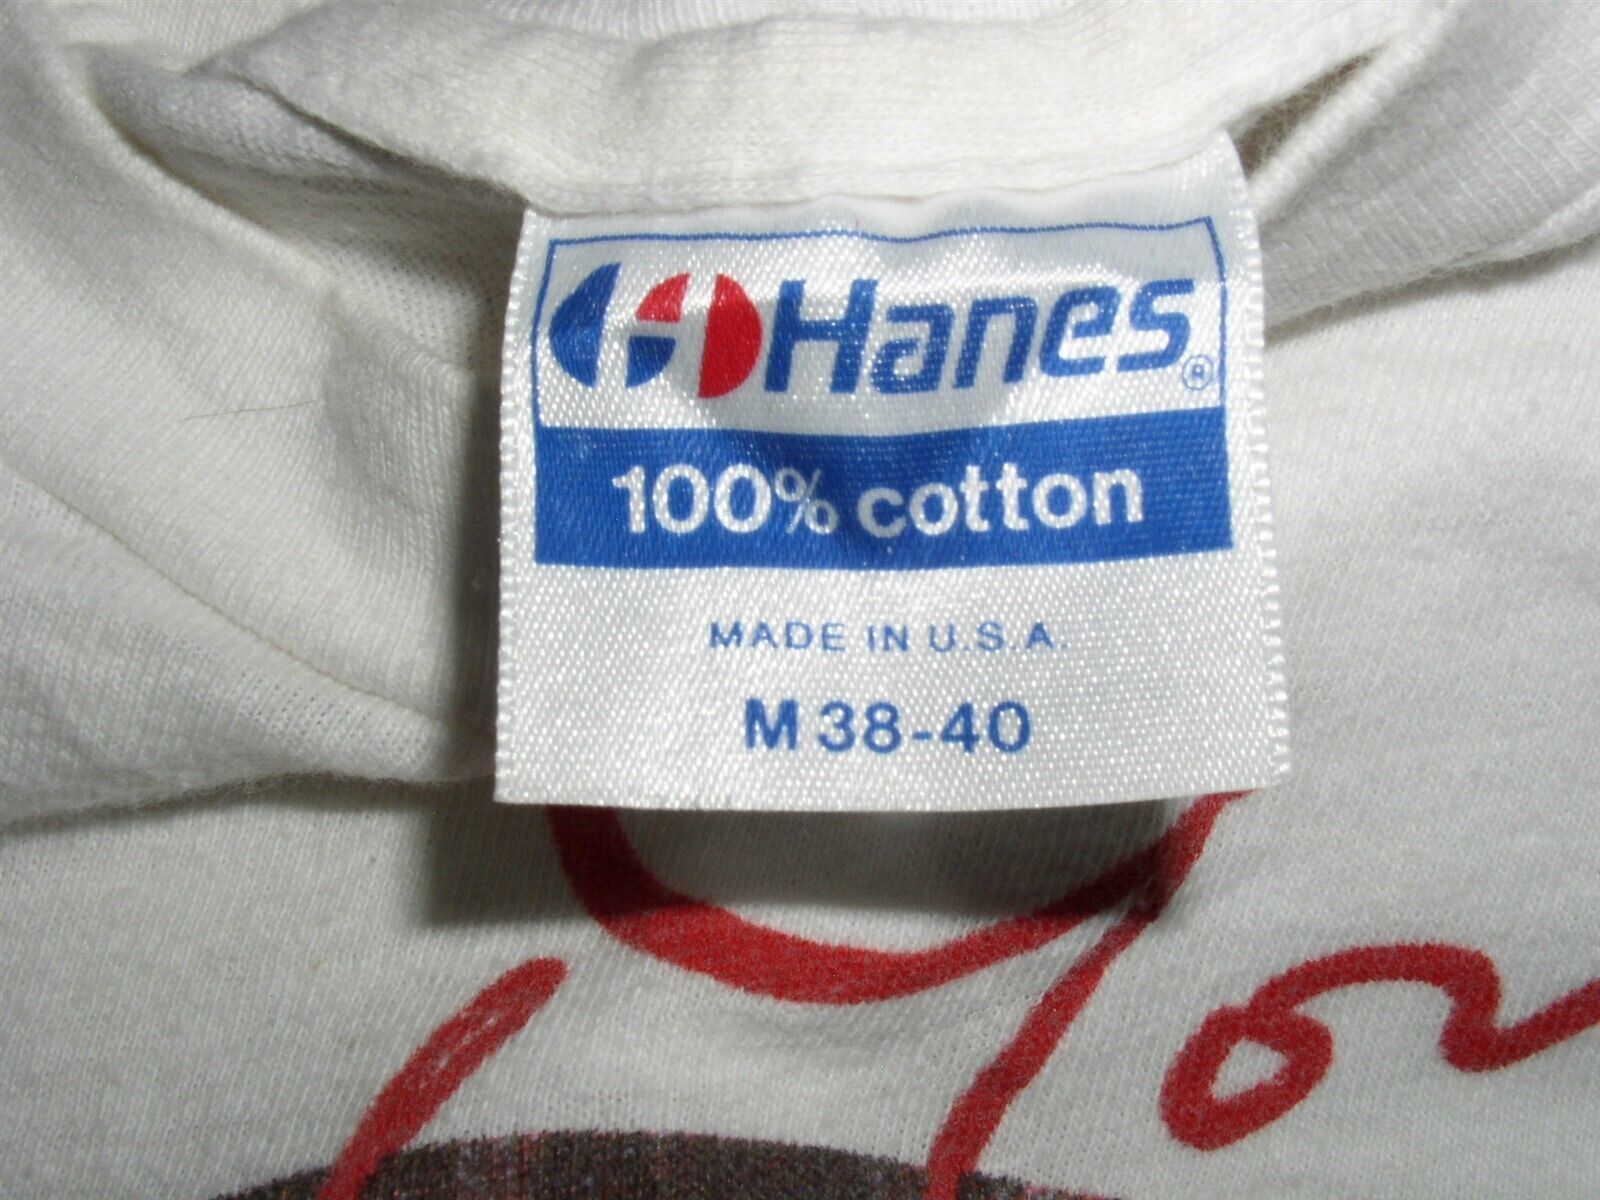 Hanes®
100% cotton
MADE IN U.S.A.
M 38-40